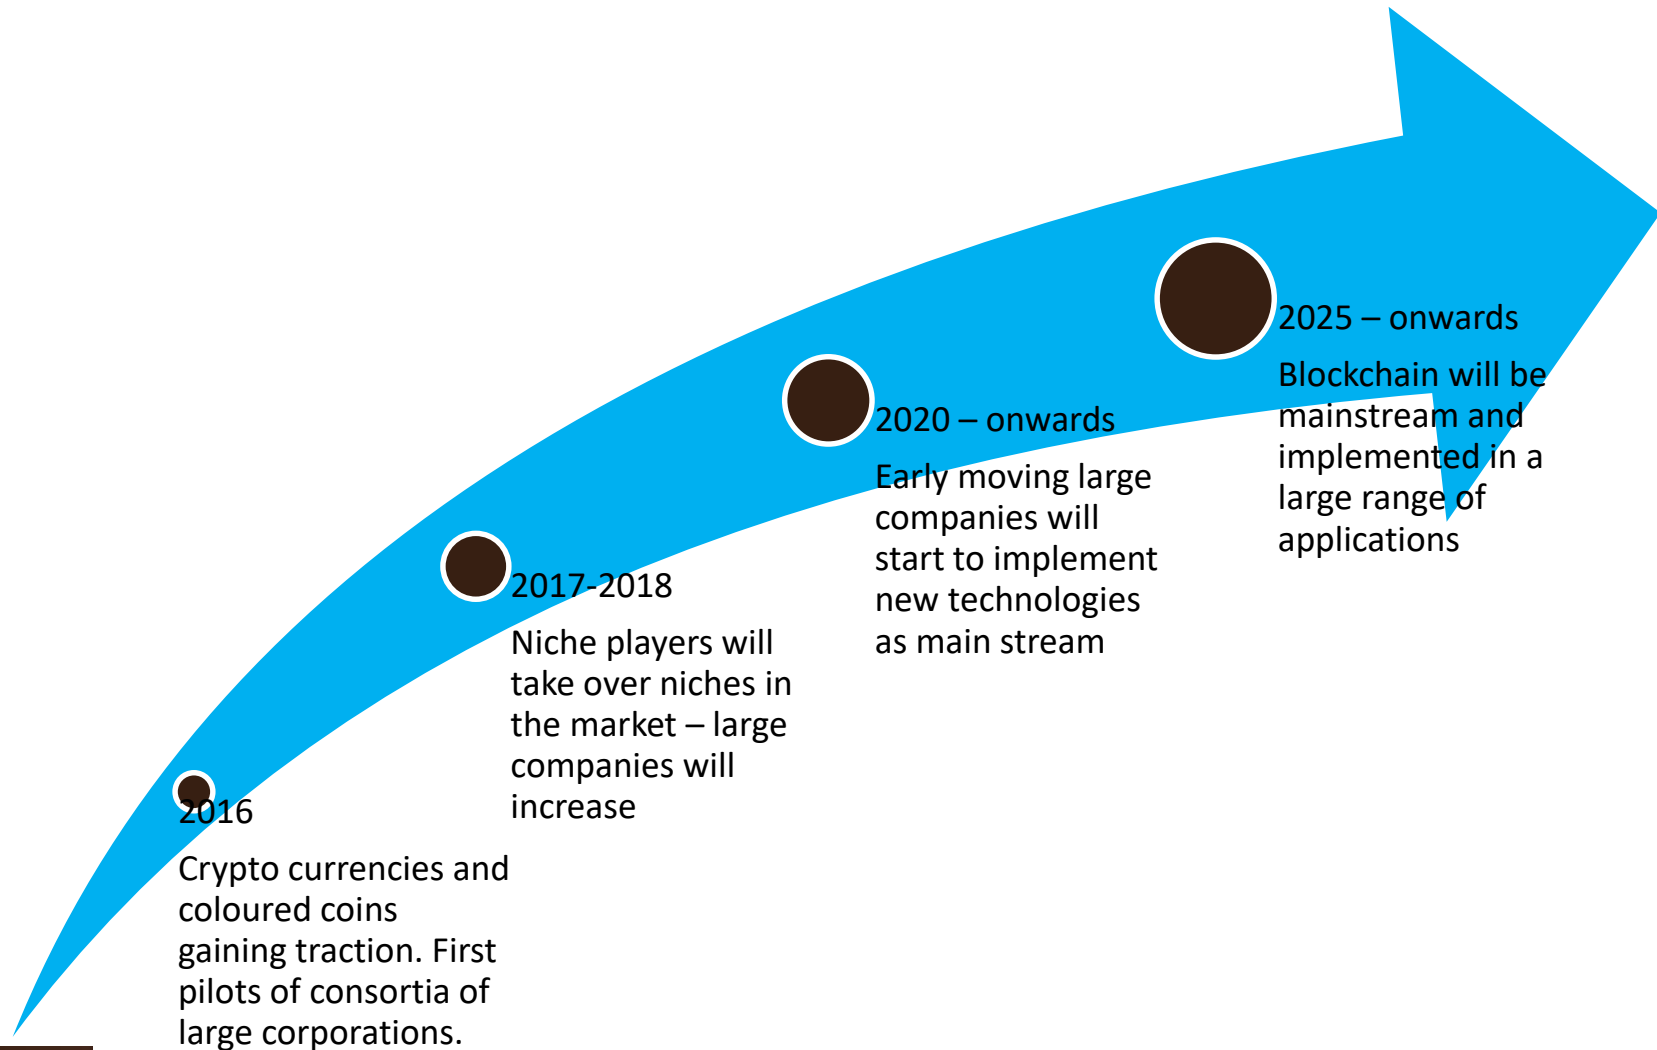 2016
Crypto currencies and
coloured coins
gaining traction. First
pilots of consortia of
large corporations.
2017-2018
Niche players will
take over niches in
the market – large
companies will
increase
2020 – onwards
Early moving large
companies will
start to implement
new technologies
as main stream
2025 – onwards
Blockchain will be
mainstream and
implemented in a
large range of
applications